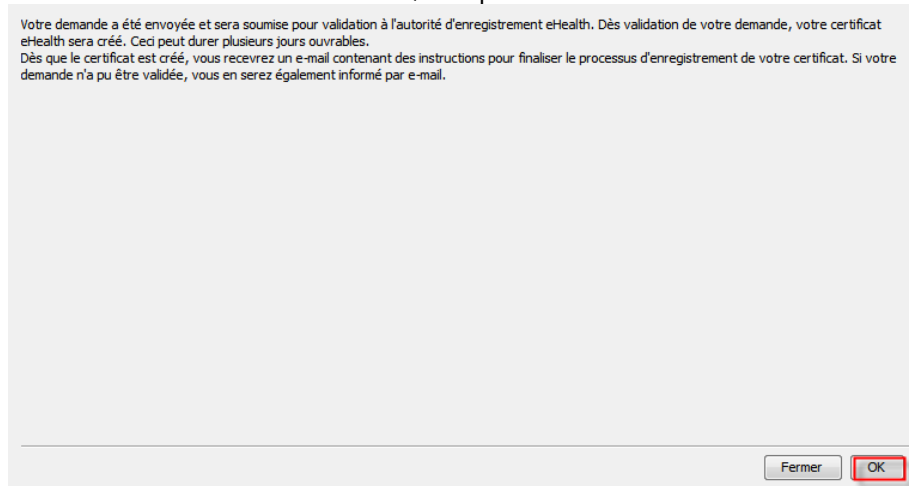 Votre demande a été envoyée et sera soumise pour validation à l'autorité d'enregistrement eHealth. Dès validation de votre demande, votre certificat
eHealth sera créé. Ceci peut durer plusieurs jours ouvrables.
Dès que le certificat est créé, vous recevrez un e-mail contenant des instructions pour finaliser le processus d'enregistrement de votre certificat. Si votre
demande n'a pu être validée, vous en serez également informé par e-mail.
Fermer OK